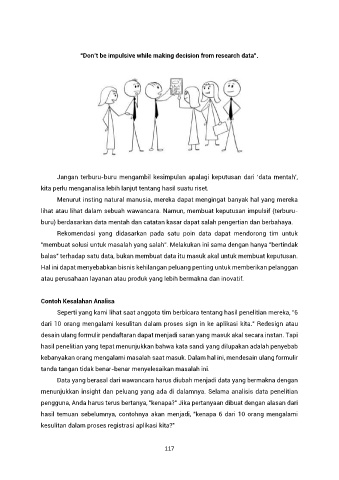 "Don't be impulsive while making decision from research data".
Jangan terburu-buru mengambil kesimpulan apalagi keputusan dari 'data mentah',
kita perlu menganalisa lebih lanjut tentang hasil suatu riset.
Menurut insting natural manusia, mereka dapat mengingat banyak hal yang mereka
lihat atau lihat dalam sebuah wawancara. Namun, membuat keputusan impulsif (terburu-
buru) berdasarkan data mentah dan catatan kasar dapat salah pengertian dan berbahaya.
Rekomendasi yang didasarkan pada satu poin data dapat mendorong tim untuk
"membuat solusi untuk masalah yang salah". Melakukan ini sama dengan hanya "bertindak
balas" terhadap satu data, bukan membuat data itu masuk akal untuk membuat keputusan.
Hal ini dapat menyebabkan bisnis kehilangan peluang penting untuk memberikan pelanggan
atau perusahaan layanan atau produk yang lebih bermakna dan inovatif.
Contoh Kesalahan Analisa
Seperti yang kami lihat saat anggota tim berbicara tentang hasil penelitian mereka, "6
dari 10 orang mengalami kesulitan dalam proses sign in ke aplikasi kita." Redesign atau
desain ulang formulir pendaftaran dapat menjadi saran yang masuk akal secara instan. Tapi
hasil penelitian yang tepat menunjukkan bahwa kata sandi yang dilupakan adalah penyebab
kebanyakan orang mengalami masalah saat masuk. Dalam hal ini, mendesain ulang formulir
tanda tangan tidak benar-benar menyelesaikan masalah ini.
Data yang berasal dari wawancara harus diubah menjadi data yang bermakna dengan
menunjukkan insight dan peluang yang ada di dalamnya. Selama analisis data penelitian
pengguna, Anda harus terus bertanya, "kenapa?" Jika pertanyaan dibuat dengan alasan dari
hasil temuan sebelumnya, contohnya akan menjadi, "kenapa 6 dari 10 orang mengalami
kesulitan dalam proses registrasi aplikasi kita?"
117